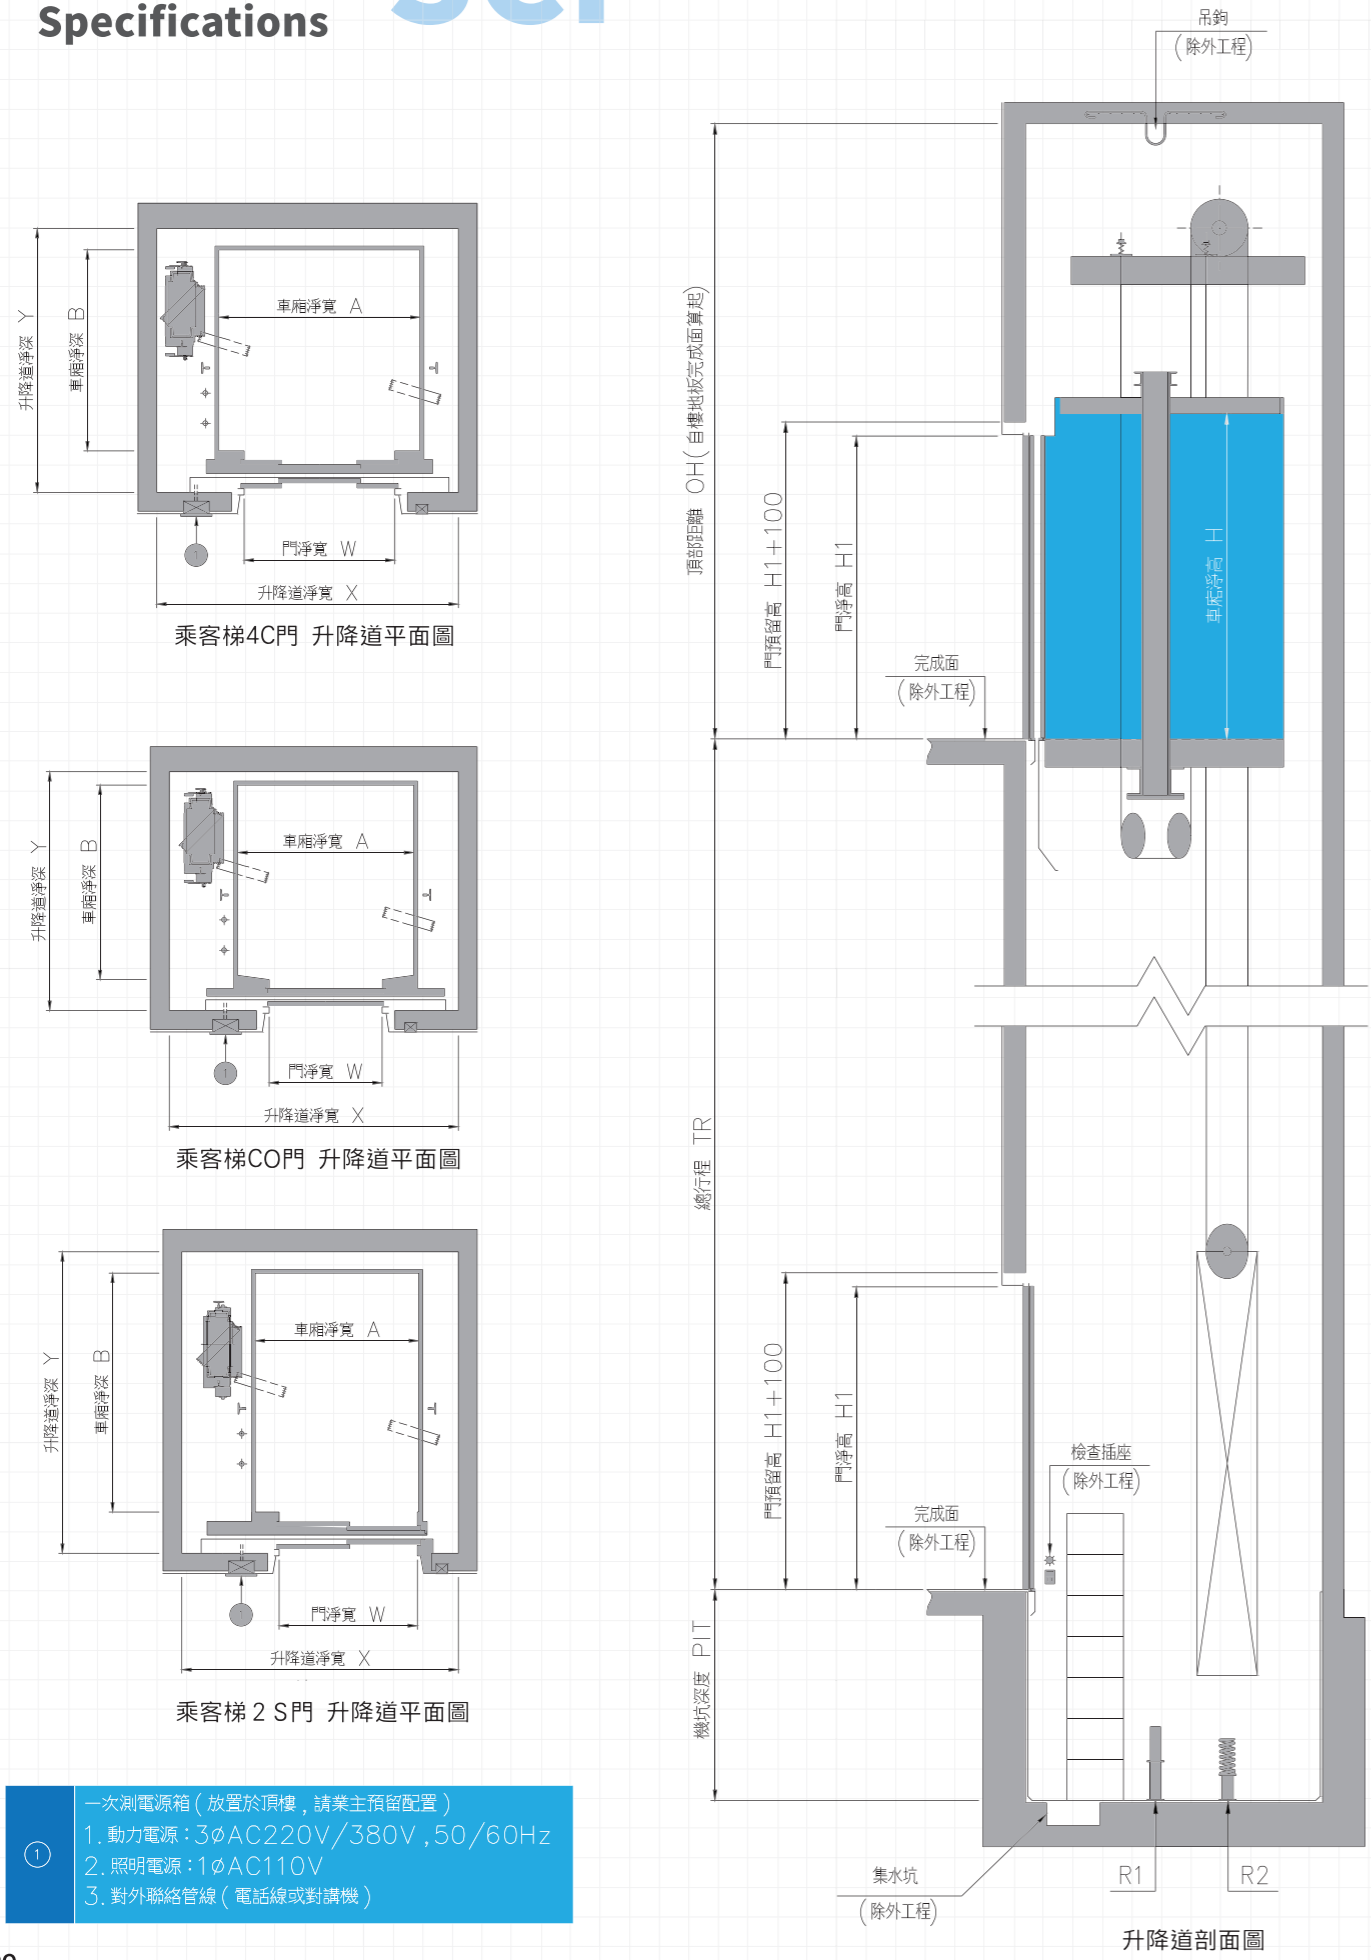 Specifications
吊鉤
(除外工程)
頂部距離 OH(自樓地板完成面算起)
門預留高 H1+100
門淨高 H1
車廂淨高 H
完成面
(除外工程)
總行程 TR
門預留高 H1+100
門淨高 H1
檢查插座
(除外工程)
完成面
(除外工程)
機坑深度 PIT
集水坑
(除外工程)
R1
R2
升降道剖面圖
升降道淨深 Y
車廂淨深 B
車廂淨寬 A
1
門淨寬 W
升降道淨寬 X
乘客梯4C門 升降道平面圖
升降道淨深 Y
車廂淨深 B
車廂淨寬 A
1
門淨寬 W
升降道淨寬 X
乘客梯CO門 升降道平面圖
升降道淨深 Y
車廂淨深 B
車廂淨寬 A
1
門淨寬 W
升降道淨寬 X
乘客梯 2 S門 升降道平面圖
1
一次測電源箱(放置於頂樓,請業主預留配置)
1. 動力電源:3∅AC220V/380V,50/60Hz
2. 照明電源:1∅AC110V
3. 對外聯絡管線(電話線或對講機)